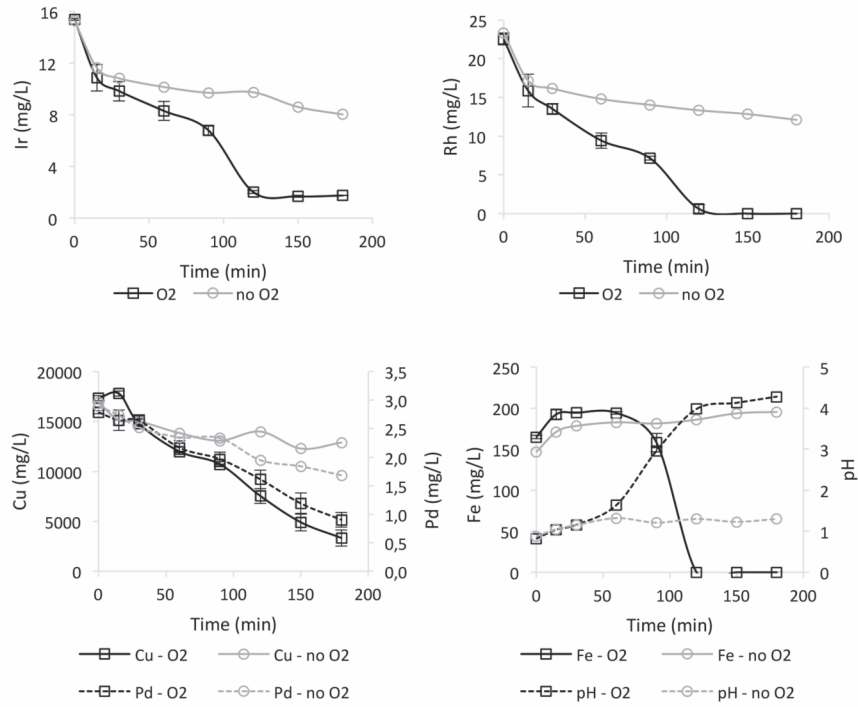 16
12
8
4
0
Ir (mg/L)
0 50 100 150 200
Time (min)
O2 no O2
25
20
15
10
5
0
Rh (mg/L)
0 50 100 150 200
Time (min)
O2 no O2
20000
15000
10000
5000
0
Cu (mg/L)
3,5
3,0
2,5
2,0
1,5
1,0
0,5
0,0
Pd (mg/L)
0 50 100 150 200
Time (min)
Cu - O2 Cu - no O2
Pd - O2 Pd - no O2
250
200
150
100
50
0
Fe (mg/L)
5
4
3
2
1
0
pH
0 50 100 150 200
Time (min)
Fe - O2 Fe - no O2
pH - O2 pH - no O2